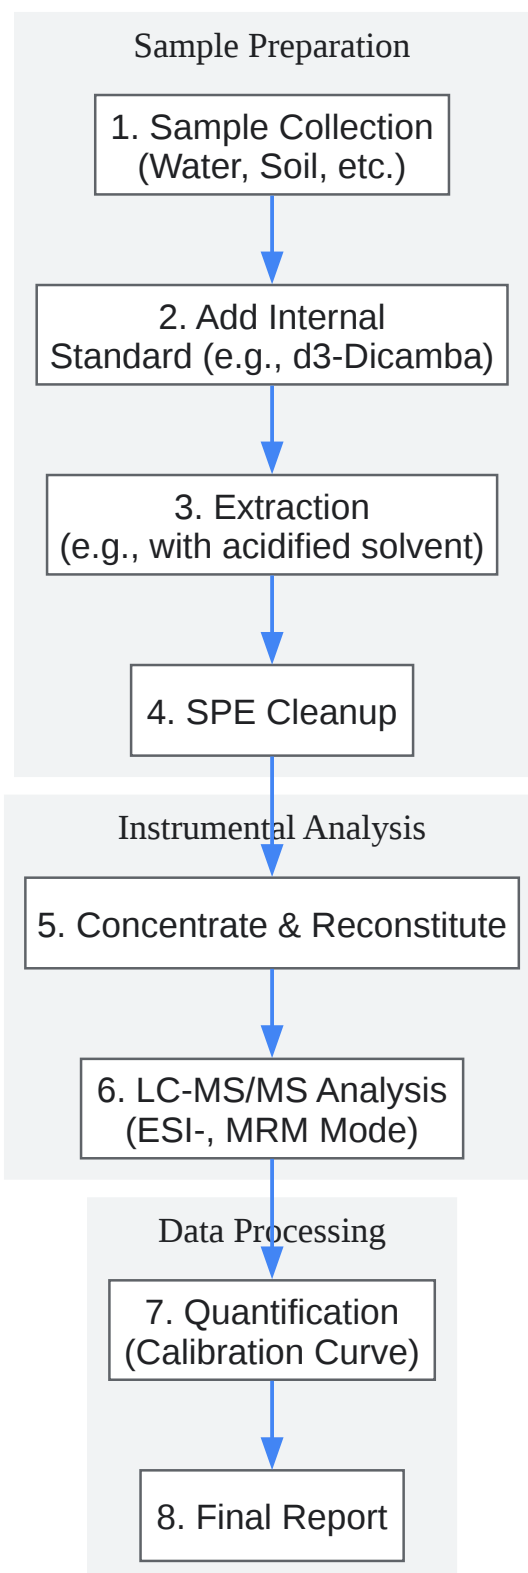 Sample Preparation
1. Sample Collection
(Water, Soil, etc.)
2. Add Internal
Standard (e.g., d3-Dicamba)
3. Extraction
(e.g., with acidified solvent)
4. SPE Cleanup
Instrumental Analysis
5. Concentrate & Reconstitute
6. LC-MS/MS Analysis
(ESI-, MRM Mode)
Data Processing
7. Quantification
(Calibration Curve)
8. Final Report